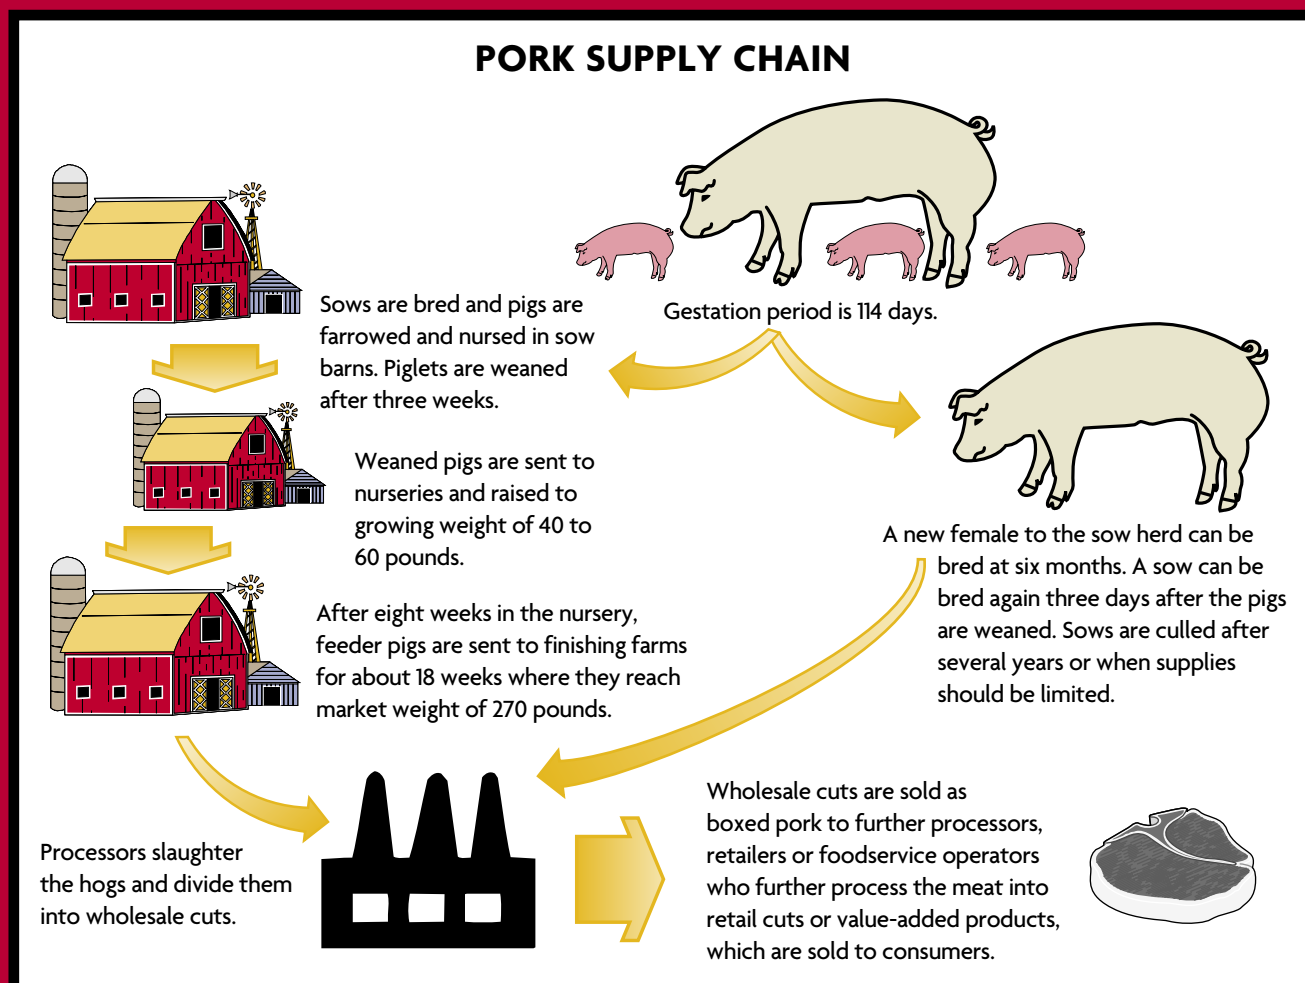 PORK SUPPLY CHAIN
Gestation period is 114 days.
Sows are bred and pigs are
farrowed and nursed in sow
barns. Piglets are weaned
after three weeks.
Weaned pigs are sent to
nurseries and raised to
growing weight of 40 to
60 pounds.
After eight weeks in the nursery,
feeder pigs are sent to finishing farms
for about 18 weeks where they reach
market weight of 270 pounds.
A new female to the sow herd can be
bred at six months. A sow can be
bred again three days after the pigs
are weaned. Sows are culled after
several years or when supplies
should be limited.
Processors slaughter
the hogs and divide them
into wholesale cuts.
Wholesale cuts are sold as
boxed pork to further processors,
retailers or foodservice operators
who further process the meat into
retail cuts or value-added products,
which are sold to consumers.